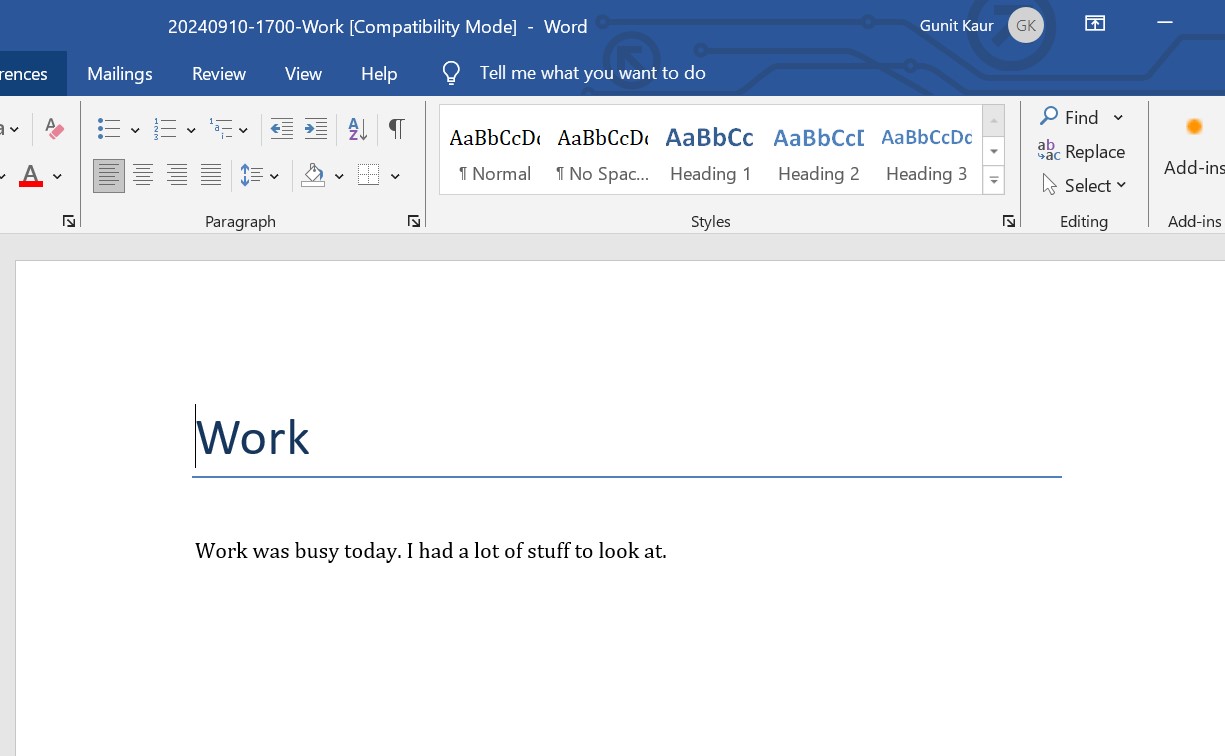 20240910-1700-Work [Compatibility Mode] - Word
Gunit Kaur GK
rences Mailings Review View Help Tell me what you want to do
AaBbCcDc AaBbCcDc AaBbCc AaBbCcD AaBbCcDc
¶ Normal ¶ No Spac... Heading 1 Heading 2 Heading 3
Find
Replace
Select
Add-ins
Paragraph Styles Editing Add-ins
Work
Work was busy today. I had a lot of stuff to look at.